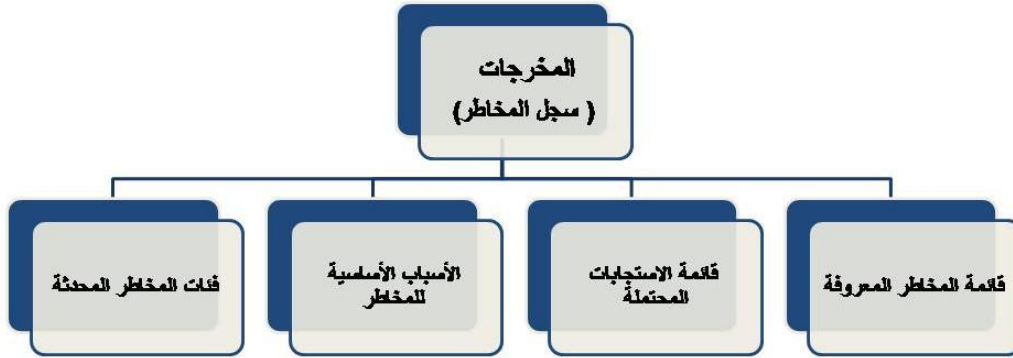 المخرجات
( سجل المخاطر)
قائمة المخاطر المعروفة
قائمة الاستجابات
المحتملة
الأسباب الأساسية
للمخاطر
فئات المخاطر المحدثة